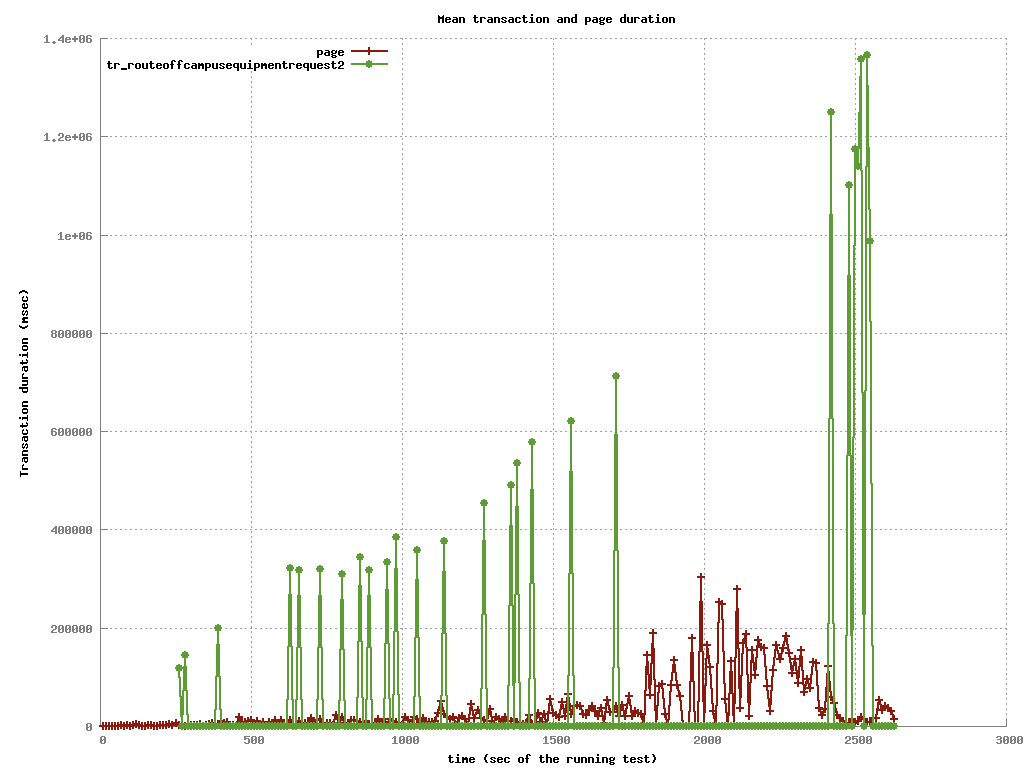 Mean transaction and page duration
page
tr_routeoffcampusequipmentrequest2
1.4e+06
1.2e+06
1e+06
800000
600000
400000
200000
0
Transaction duration (msec)
0 500 1000 1500 2000 2500 3000
time (sec of the running test)